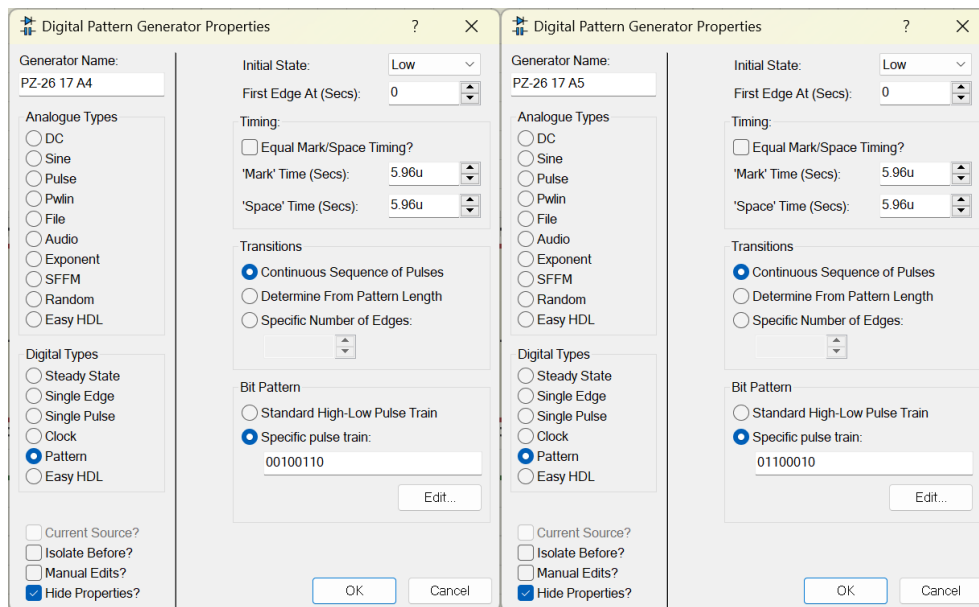 Digital Pattern Generator Properties ? ×
Generator Name:
PZ-26 17 A4
Analogue Types
DC
Sine
Pulse
Pwlin
File
Audio
Exponent
SFFM
Random
Easy HDL
Digital Types
Steady State
Single Edge
Single Pulse
Clock
Pattern
Easy HDL
Current Source?
Isolate Before?
Manual Edits?
Hide Properties?
Initial State: Low
First Edge At (Secs): 0
Timing:
Equal Mark/Space Timing?
'Mark' Time (Secs): 5.96u
'Space' Time (Secs): 5.96u
Transitions
Continuous Sequence of Pulses
Determine From Pattern Length
Specific Number of Edges:
Bit Pattern
Standard High-Low Pulse Train
Specific pulse train:
00100110
Edit...
OK Cancel
Digital Pattern Generator Properties ? ×
Generator Name:
PZ-26 17 A5
Analogue Types
DC
Sine
Pulse
Pwlin
File
Audio
Exponent
SFFM
Random
Easy HDL
Digital Types
Steady State
Single Edge
Single Pulse
Clock
Pattern
Easy HDL
Current Source?
Isolate Before?
Manual Edits?
Hide Properties?
Initial State: Low
First Edge At (Secs): 0
Timing:
Equal Mark/Space Timing?
'Mark' Time (Secs): 5.96u
'Space' Time (Secs): 5.96u
Transitions
Continuous Sequence of Pulses
Determine From Pattern Length
Specific Number of Edges:
Bit Pattern
Standard High-Low Pulse Train
Specific pulse train:
01100010
Edit...
OK Cancel